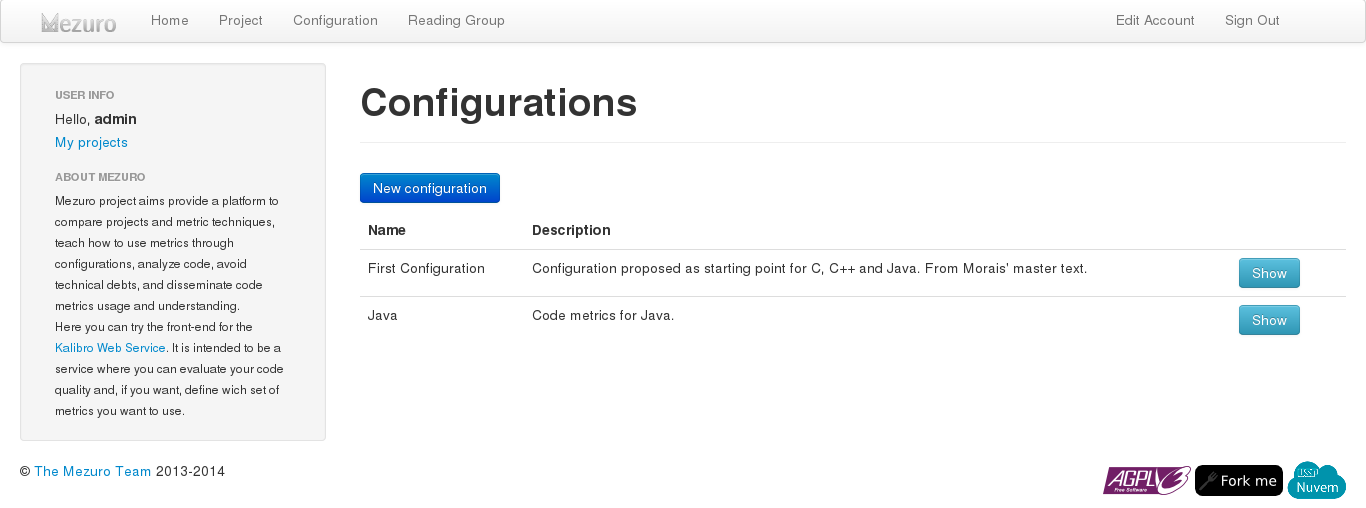 Mezuro Home Project Configuration Reading Group Edit Account Sign Out
USER INFO
Hello, admin
My projects
ABOUT MEZURO
Mezuro project aims provide a platform to
compare projects and metric techniques,
teach how to use metrics through
configurations, analyze code, avoid
technical debts, and disseminate code
metrics usage and understanding.
Here you can try the front-end for the
Kalibro Web Service. It is intended to be a
service where you can evaluate your code
quality and, if you want, define wich set of
metrics you want to use.
Configurations
New configuration
Name Description
First Configuration Configuration proposed as starting point for C, C++ and Java. From Morais' master text. Show
Java Code metrics for Java. Show
© The Mezuro Team 2013-2014
AGPLv3
Free Software
Fork me
Nuvem